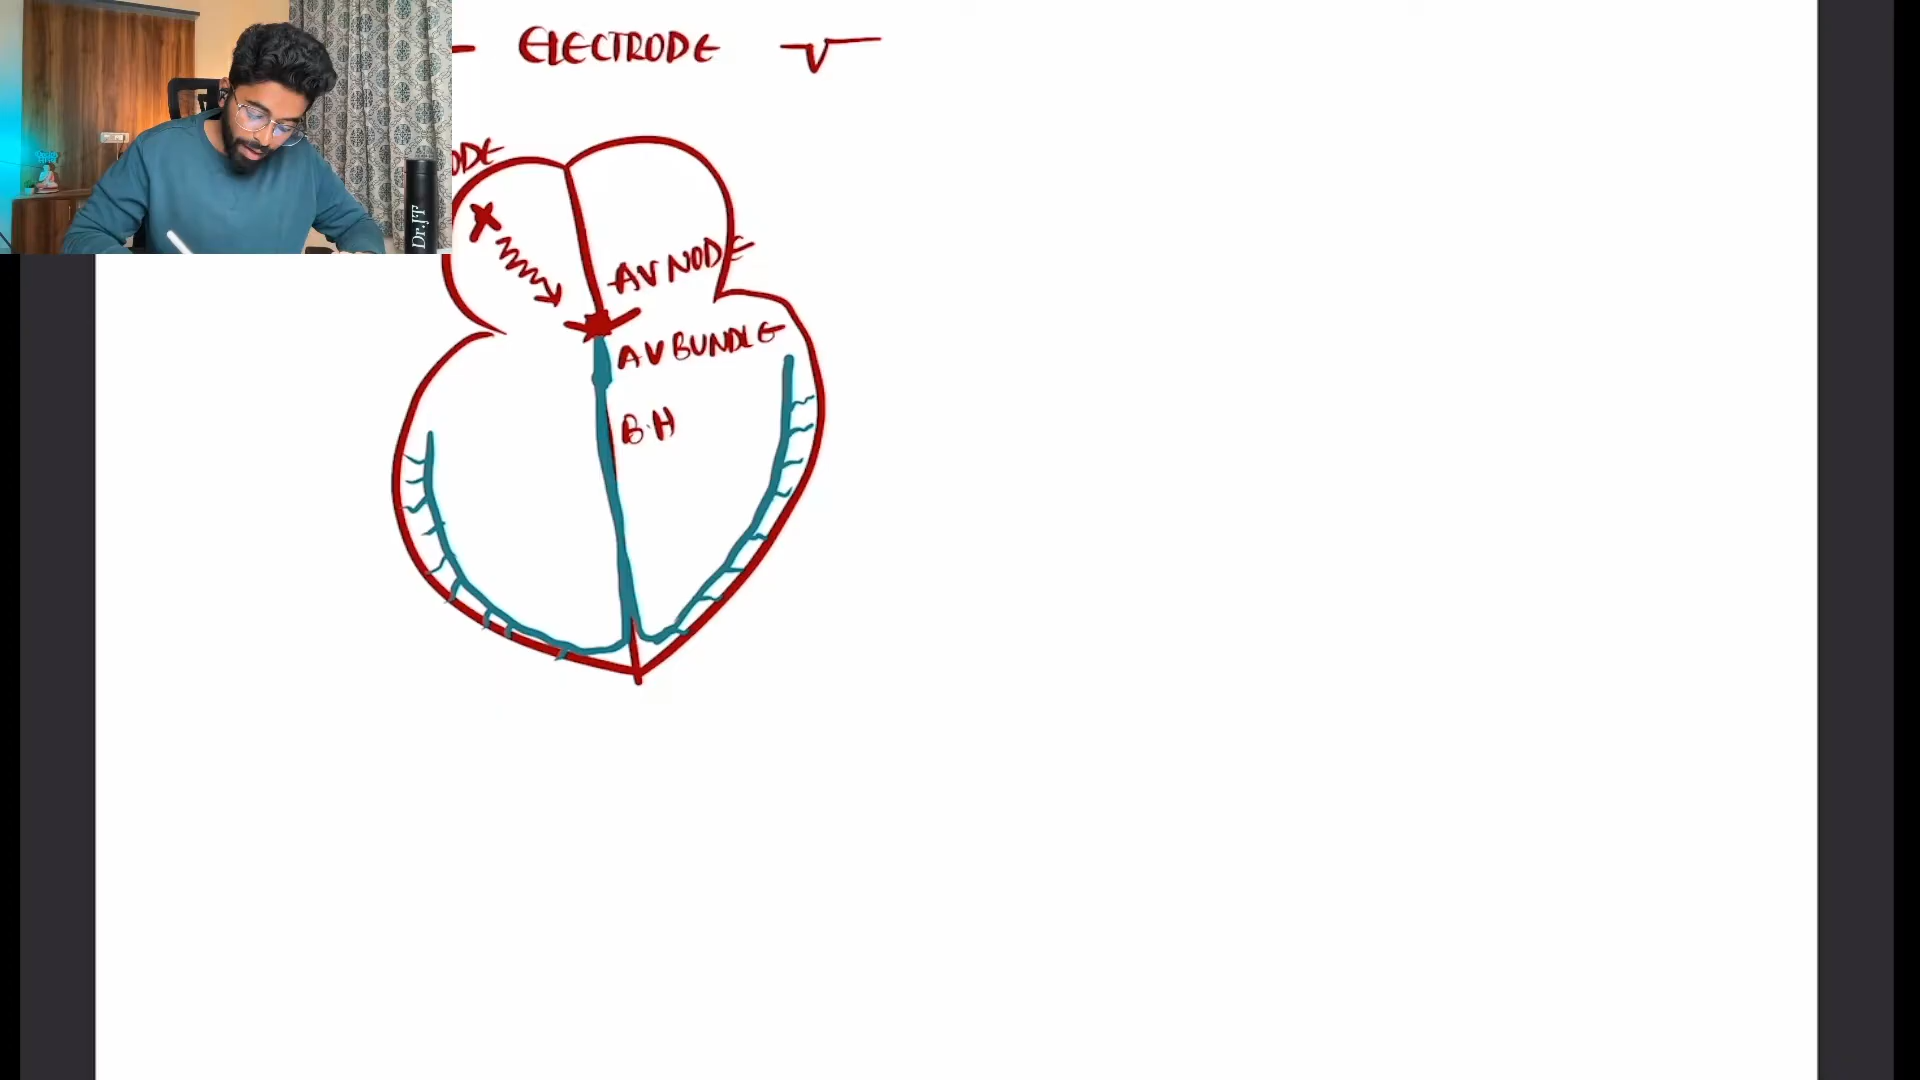 - ELECTRODE
ODE
AV NODE
AV BUNDLE
B.H
Dr.JT